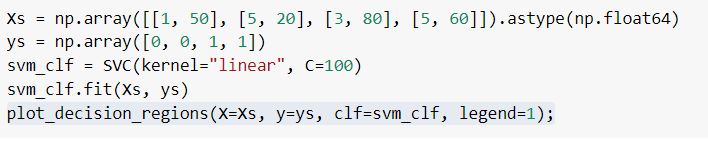 Xs = np.array([[1, 50], [5, 20], [3, 80], [5, 60]]).astype(np.float64)
ys = np.array([0, 0, 1, 1])
svm_clf = SVC(kernel="linear", C=100)
svm_clf.fit(Xs, ys)
plot_decision_regions(X=Xs, y=ys, clf=svm_clf, legend=1);